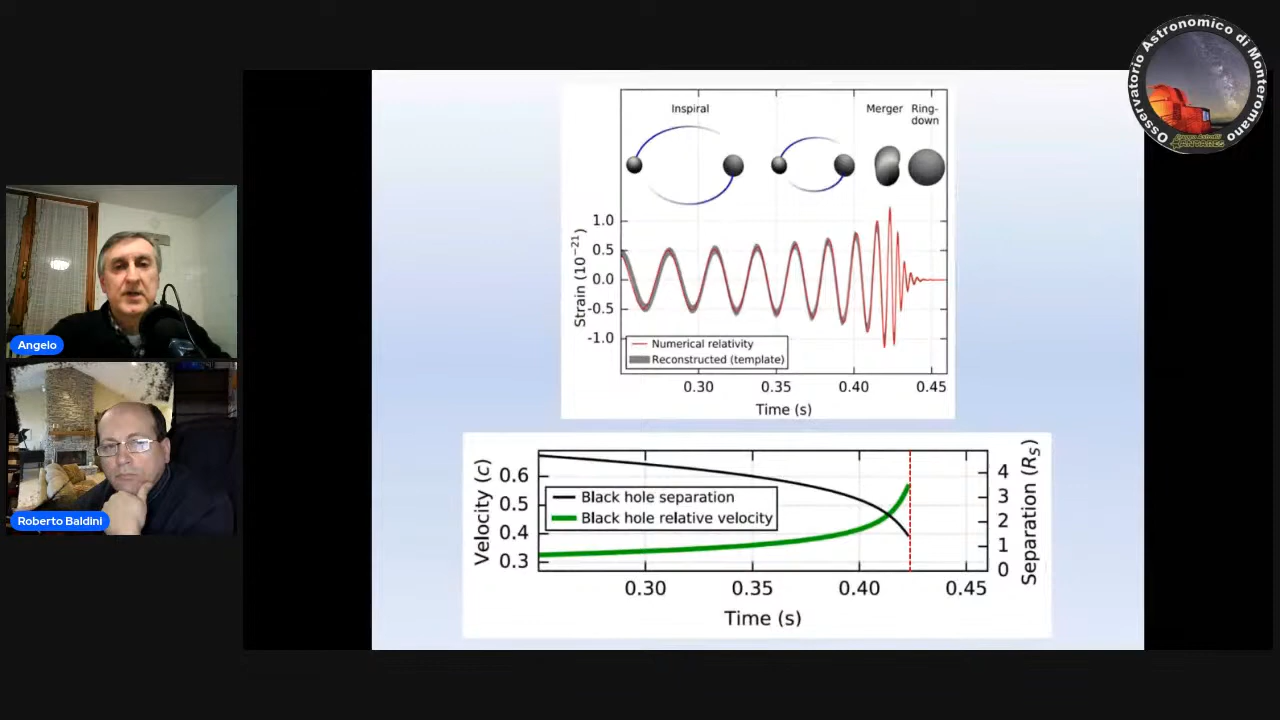 Osservatorio Astronomico di Monteromano
ANTARES
Inspiral
Merger
Ring-
down
Strain (10⁻²¹)
1.0
0.5
0.0
-0.5
-1.0
Numerical relativity
Reconstructed (template)
0.30 0.35 0.40 0.45
Time (s)
Angelo
Roberto Baldini
Velocity (c)
0.6
0.5
0.4
0.3
Black hole separation
Black hole relative velocity
4
3
2
1
0
Separation (R_S)
0.30 0.35 0.40 0.45
Time (s)